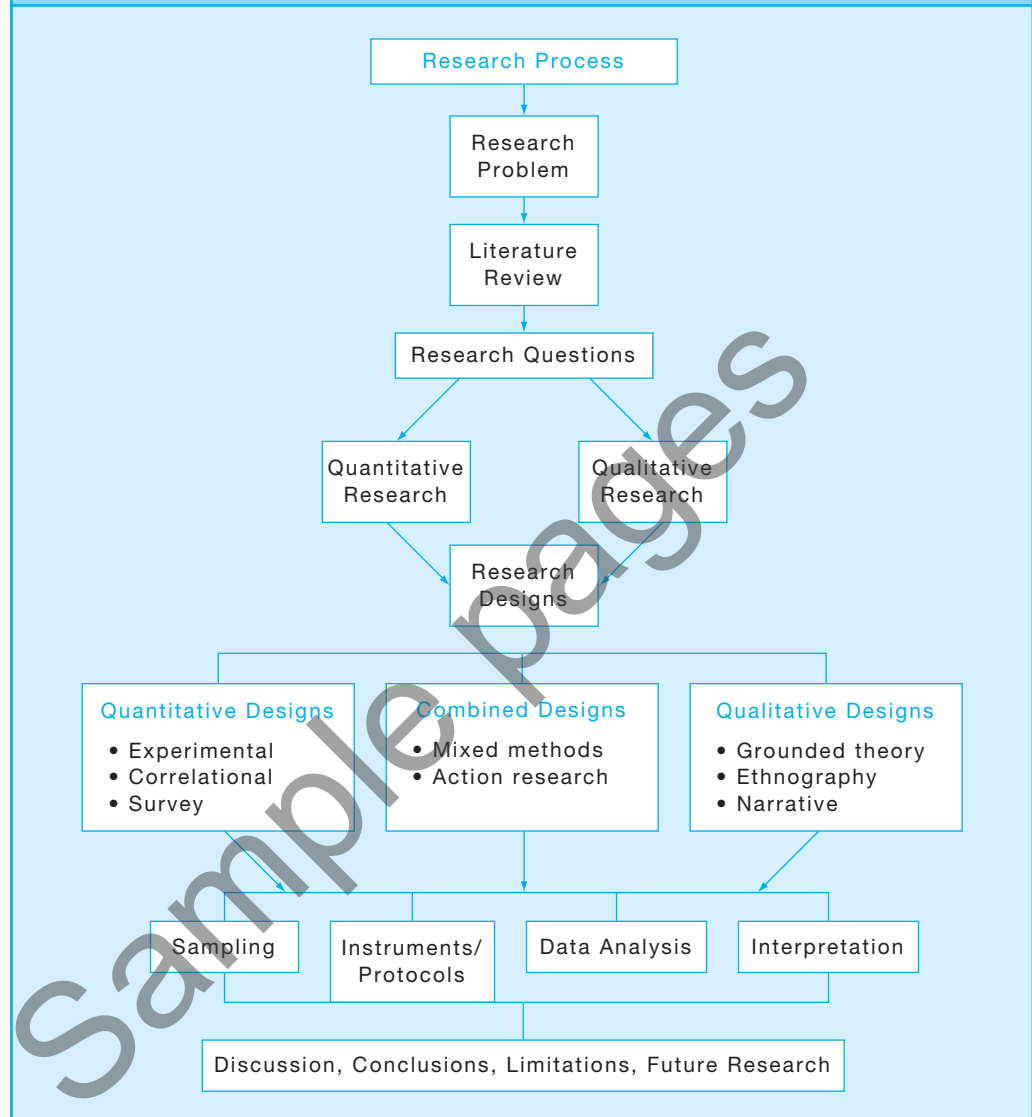 Research Process
Research
Problem
Literature
Review
Research Questions
Quantitative
Research
Qualitative
Research
Research
Designs
Quantitative Designs
• Experimental
• Correlational
• Survey
Combined Designs
• Mixed methods
• Action research
Qualitative Designs
• Grounded theory
• Ethnography
• Narrative
Sampling
Instruments/
Protocols
Data Analysis
Interpretation
Discussion, Conclusions, Limitations, Future Research
Sample pages